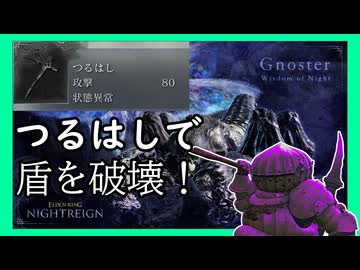 つるはし
攻撃 80
状態異常
Gnoster
Wisdom of Night
つるはしで
盾を破壊！
ELDEN RING
NIGHTREIGN